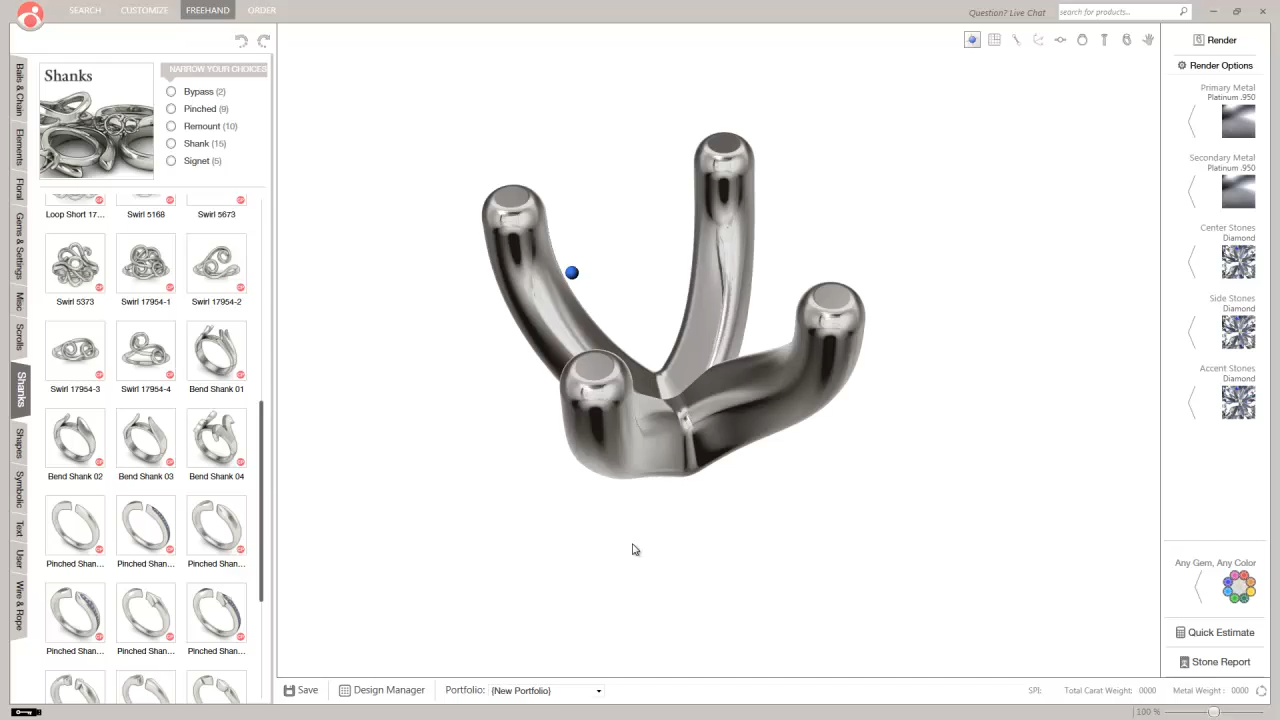 SEARCH CUSTOMIZE FREEHAND ORDER
Question? Live Chat
search for products...
Bails & Chain
Elements
Floral
Gems & Settings
Misc
Scrolls
Shanks
Shapes
Symbolic
Text
User
Wire & Rope
Shanks
NARROW YOUR CHOICES
Bypass (2)
Pinched (9)
Remount (10)
Shank (15)
Signet (5)
Loop Short 17... Swirl 5168 Swirl 5673
Swirl 5373 Swirl 17954-1 Swirl 17954-2
Swirl 17954-3 Swirl 17954-4 Bend Shank 01
Bend Shank 02 Bend Shank 03 Bend Shank 04
Pinched Shan... Pinched Shan... Pinched Shan...
Pinched Shan... Pinched Shan... Pinched Shan...
Render
Render Options
Primary Metal
Platinum .950
Secondary Metal
Platinum .950
Center Stones
Diamond
Side Stones
Diamond
Accent Stones
Diamond
Any Gem, Any Color
Quick Estimate
Stone Report
Save Design Manager Portfolio: {New Portfolio}
SPI: Total Carat Weight: 0000 Metal Weight : 0000
100 %